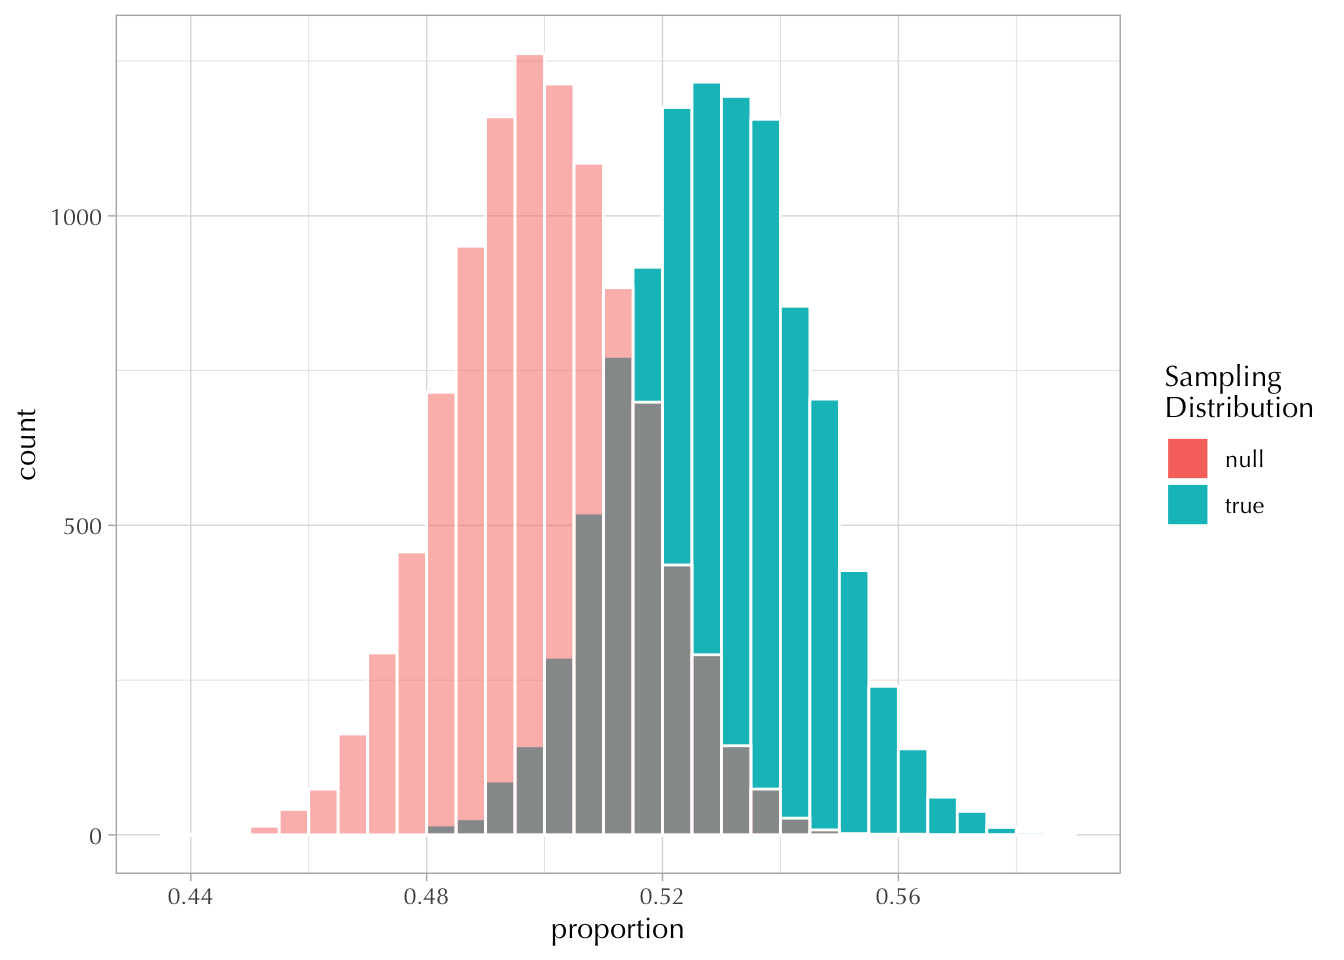 count
1000
500
0
0.44
0.48
0.52
0.56
proportion
Sampling
Distribution
null
true